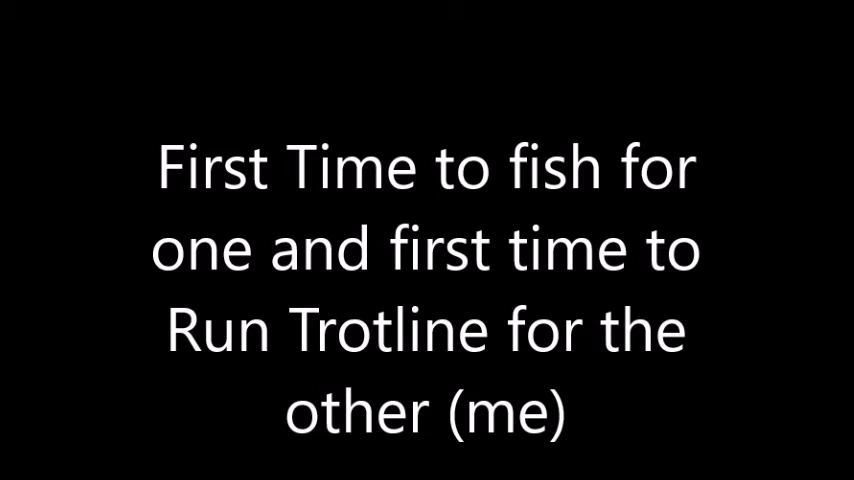 First Time to fish for
one and first time to
Run Trotline for the
other (me)